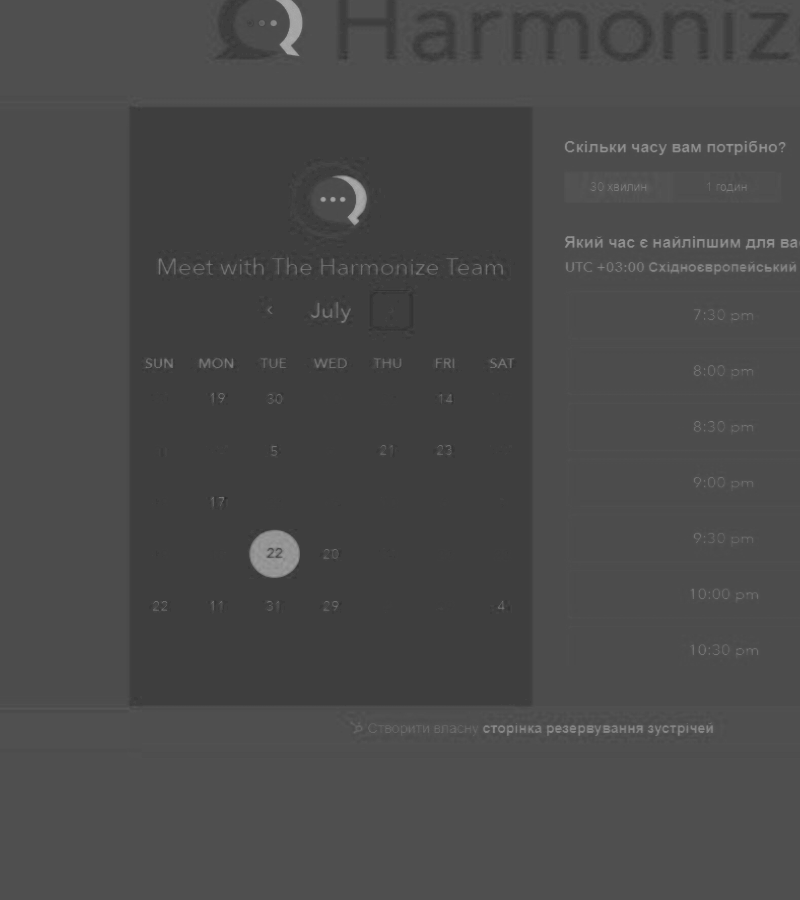 Harmoniz
Meet with The Harmonize Team
July
SUN MON TUE WED THU FRI SAT
19 30 14
5 21 23
17
22 20
22 11 31 29 4
Скільки часу вам потрібно?
30 хвилин 1 годин
Який час є найліпшим для ва
UTC +03:00 Східноєвропейський
7:30 pm
8:00 pm
8:30 pm
9:00 pm
9:30 pm
10:00 pm
10:30 pm
Створити власну сторінка резервування зустрічей